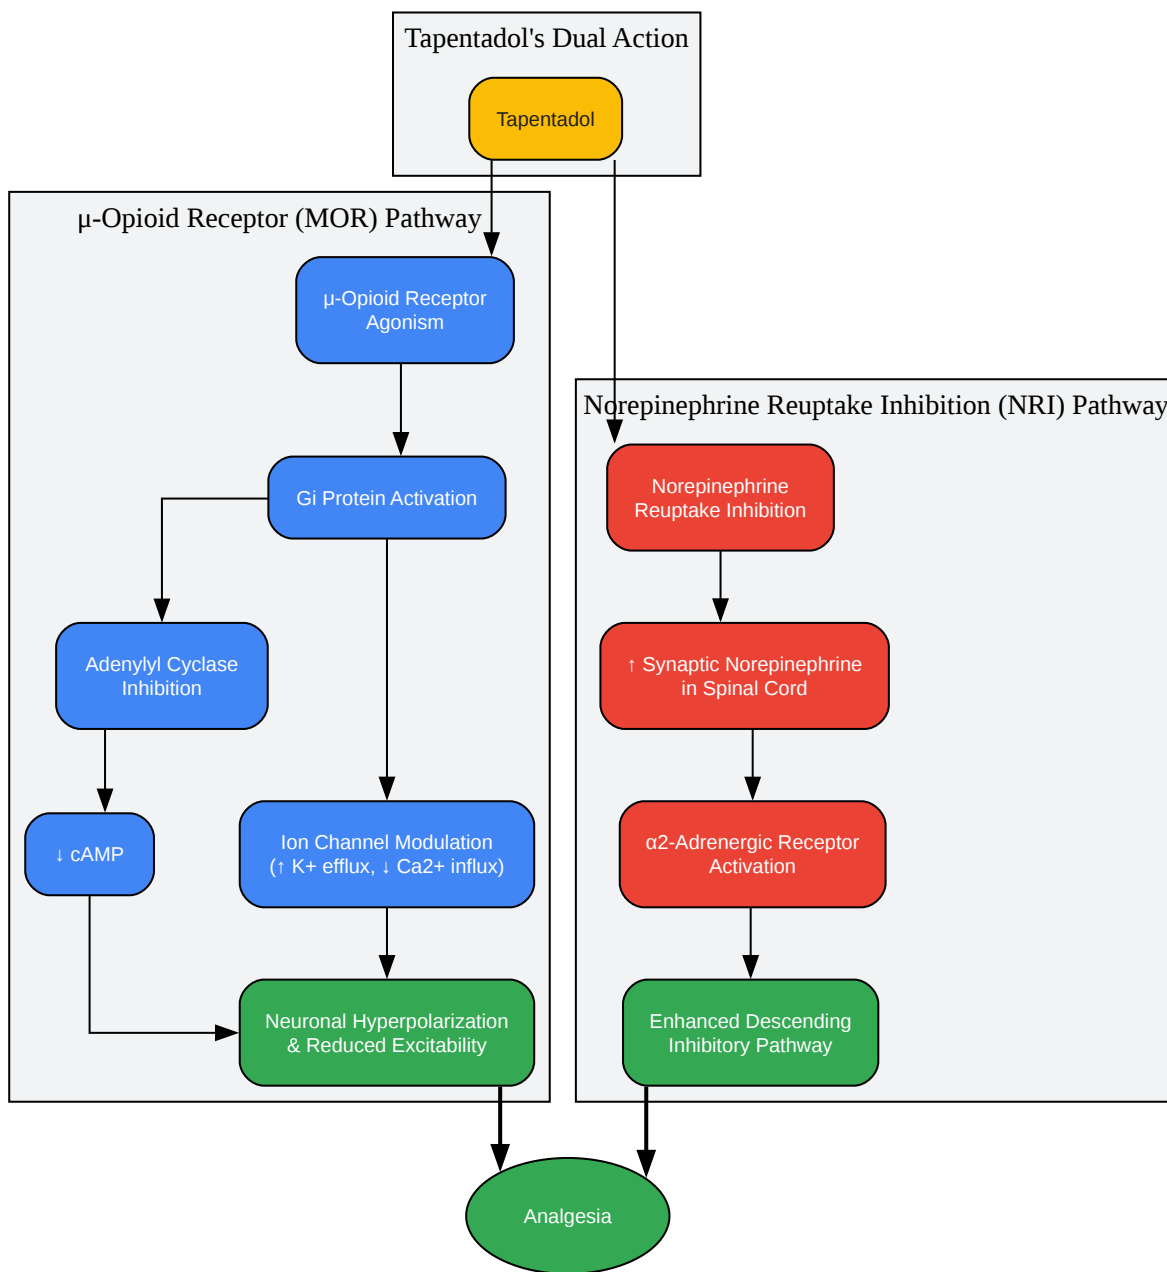 Tapentadol's Dual Action
Tapentadol
μ-Opioid Receptor (MOR) Pathway
μ-Opioid Receptor
Agonism
Gi Protein Activation
Adenylyl Cyclase
Inhibition
↓ cAMP
Ion Channel Modulation
(↑ K+ efflux, ↓ Ca2+ influx)
Neuronal Hyperpolarization
& Reduced Excitability
Norepinephrine Reuptake Inhibition (NRI) Pathway
Norepinephrine
Reuptake Inhibition
↑ Synaptic Norepinephrine
in Spinal Cord
α2-Adrenergic Receptor
Activation
Enhanced Descending
Inhibitory Pathway
Analgesia